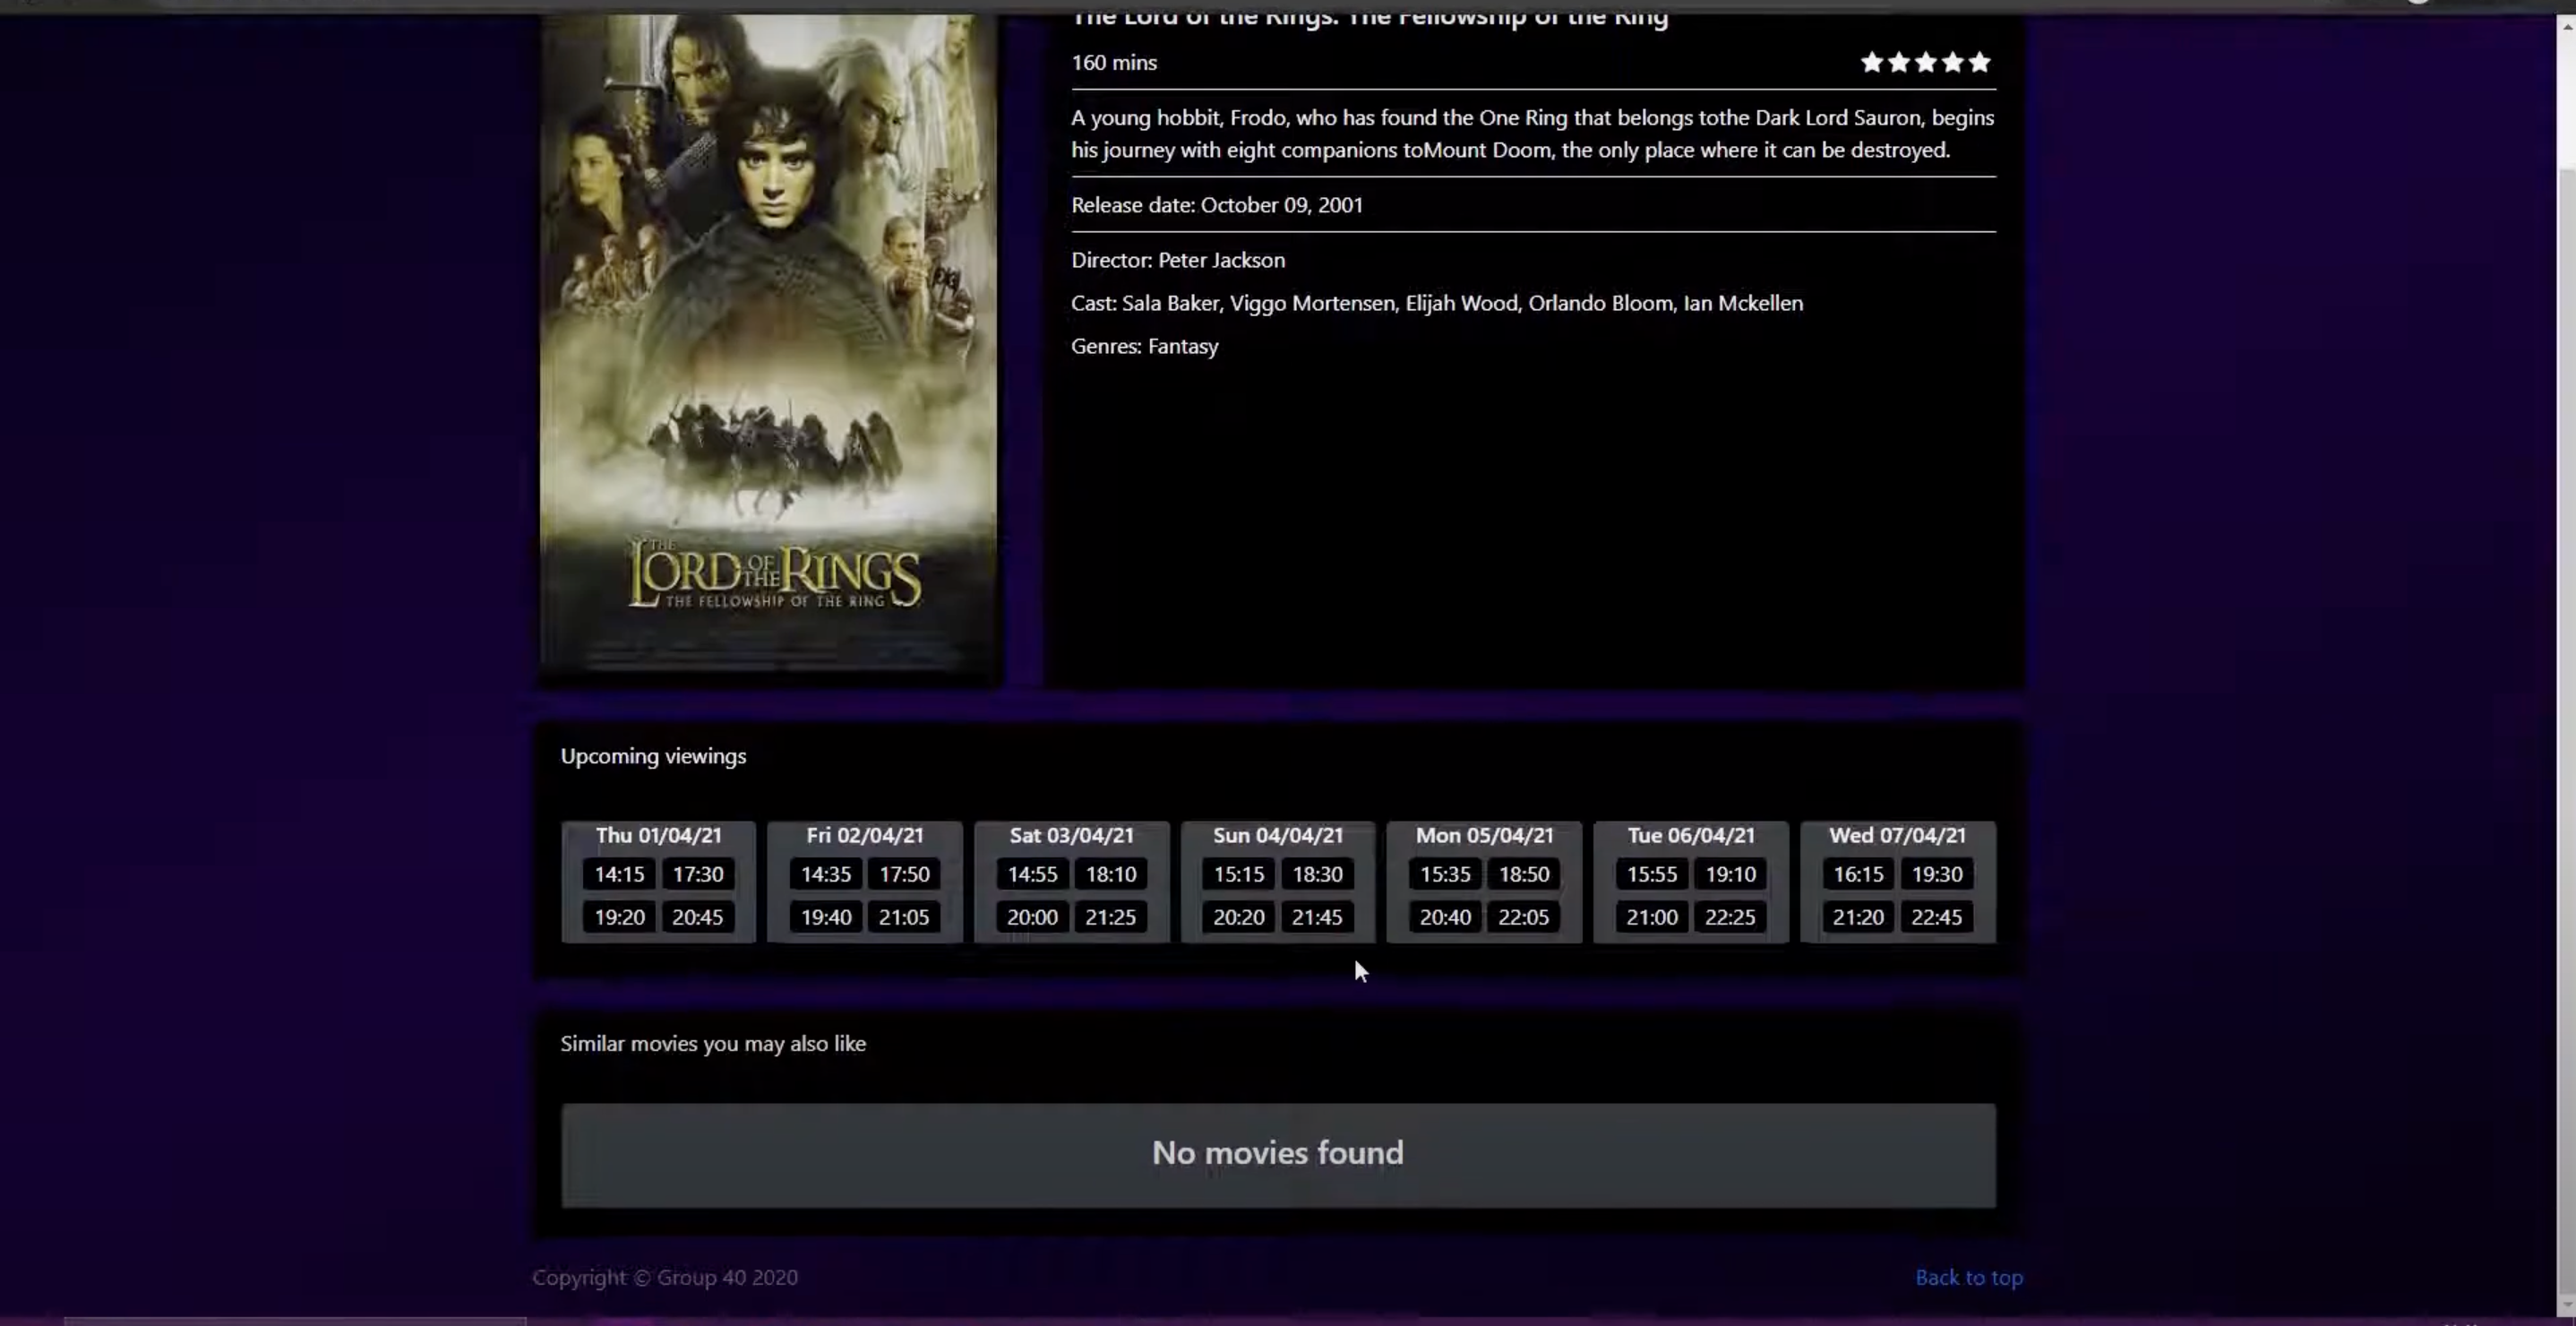 The Lord of the Rings: The Fellowship of the Ring
160 mins
A young hobbit, Frodo, who has found the One Ring that belongs tothe Dark Lord Sauron, begins
his journey with eight companions toMount Doom, the only place where it can be destroyed.
Release date: October 09, 2001
Director: Peter Jackson
Cast: Sala Baker, Viggo Mortensen, Elijah Wood, Orlando Bloom, Ian Mckellen
Genres: Fantasy
THE
LORD OF THE RINGS
THE FELLOWSHIP OF THE RING
Upcoming viewings
Thu 01/04/21
14:15 17:30
19:20 20:45
Fri 02/04/21
14:35 17:50
19:40 21:05
Sat 03/04/21
14:55 18:10
20:00 21:25
Sun 04/04/21
15:15 18:30
20:20 21:45
Mon 05/04/21
15:35 18:50
20:40 22:05
Tue 06/04/21
15:55 19:10
21:00 22:25
Wed 07/04/21
16:15 19:30
21:20 22:45
Similar movies you may also like
No movies found
Copyright © Group 40 2020
Back to top